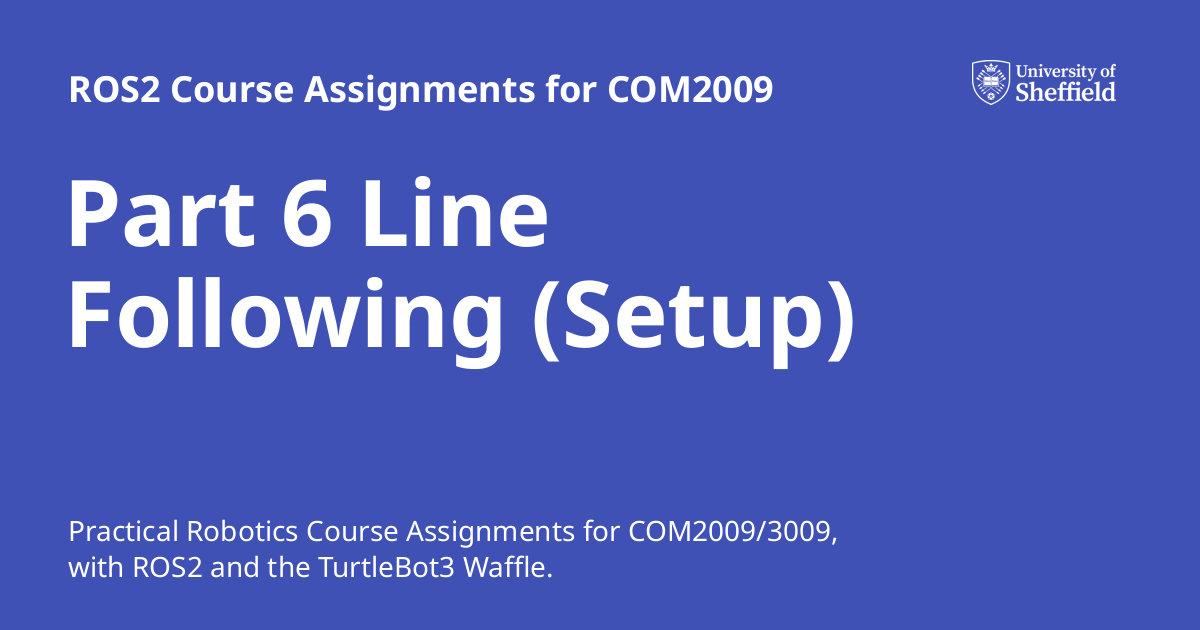 ROS2 Course Assignments for COM2009
University of
Sheffield
Part 6 Line
Following (Setup)
Practical Robotics Course Assignments for COM2009/3009,
with ROS2 and the TurtleBot3 Waffle.